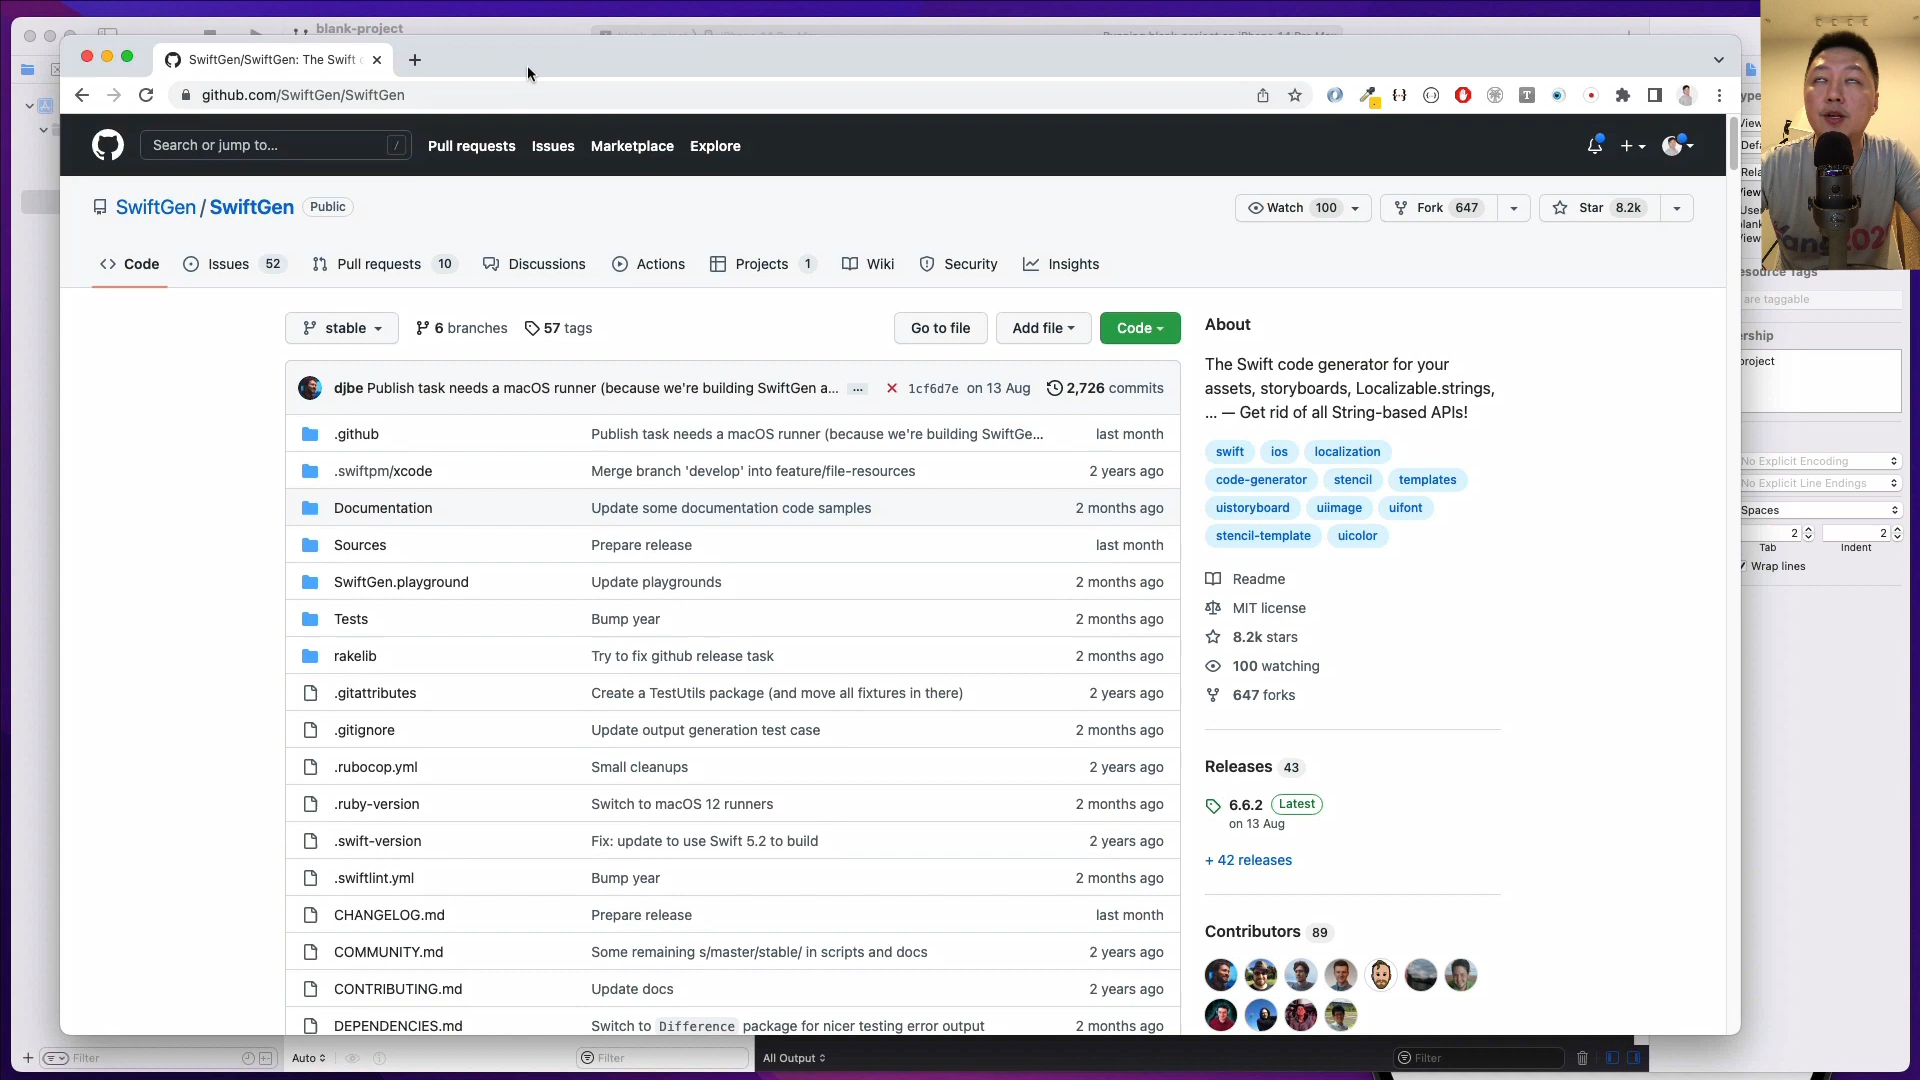 blank-project
SwiftGen/SwiftGen: The Swift
github.com/SwiftGen/SwiftGen
Search or jump to...
/
Pull requests
Issues
Marketplace
Explore
SwiftGen / SwiftGen Public
Watch 100
Fork 647
Star 8.2k
Code
Issues 52
Pull requests 10
Discussions
Actions
Projects 1
Wiki
Security
Insights
stable
6 branches
57 tags
Go to file
Add file
Code
djbe Publish task needs a macOS runner (because we're building SwiftGen a... ... 1cf6d7e on 13 Aug 2,726 commits
.github Publish task needs a macOS runner (because we're building SwiftGe... last month
.swiftpm/xcode Merge branch 'develop' into feature/file-resources 2 years ago
Documentation Update some documentation code samples 2 months ago
Sources Prepare release last month
SwiftGen.playground Update playgrounds 2 months ago
Tests Bump year 2 months ago
rakelib Try to fix github release task 2 months ago
.gitattributes Create a TestUtils package (and move all fixtures in there) 2 years ago
.gitignore Update output generation test case 2 months ago
.rubocop.yml Small cleanups 2 years ago
.ruby-version Switch to macOS 12 runners 2 months ago
.swift-version Fix: update to use Swift 5.2 to build 2 years ago
.swiftlint.yml Bump year 2 months ago
CHANGELOG.md Prepare release last month
COMMUNITY.md Some remaining s/master/stable/ in scripts and docs 2 years ago
CONTRIBUTING.md Update docs 2 years ago
DEPENDENCIES.md Switch to Difference package for nicer testing error output 2 months ago
About
The Swift code generator for your
assets, storyboards, Localizable.strings,
... — Get rid of all String-based APIs!
swift ios localization
code-generator stencil templates
uistoryboard uiimage uifont
stencil-template uicolor
Readme
MIT license
8.2k stars
100 watching
647 forks
Releases 43
6.6.2 Latest
on 13 Aug
+ 42 releases
Contributors 89
are taggable
No Explicit Encoding
No Explicit Line Endings
Spaces
2 2
Tab Indent
Wrap lines
Filter
Auto
Filter
All Output
Filter